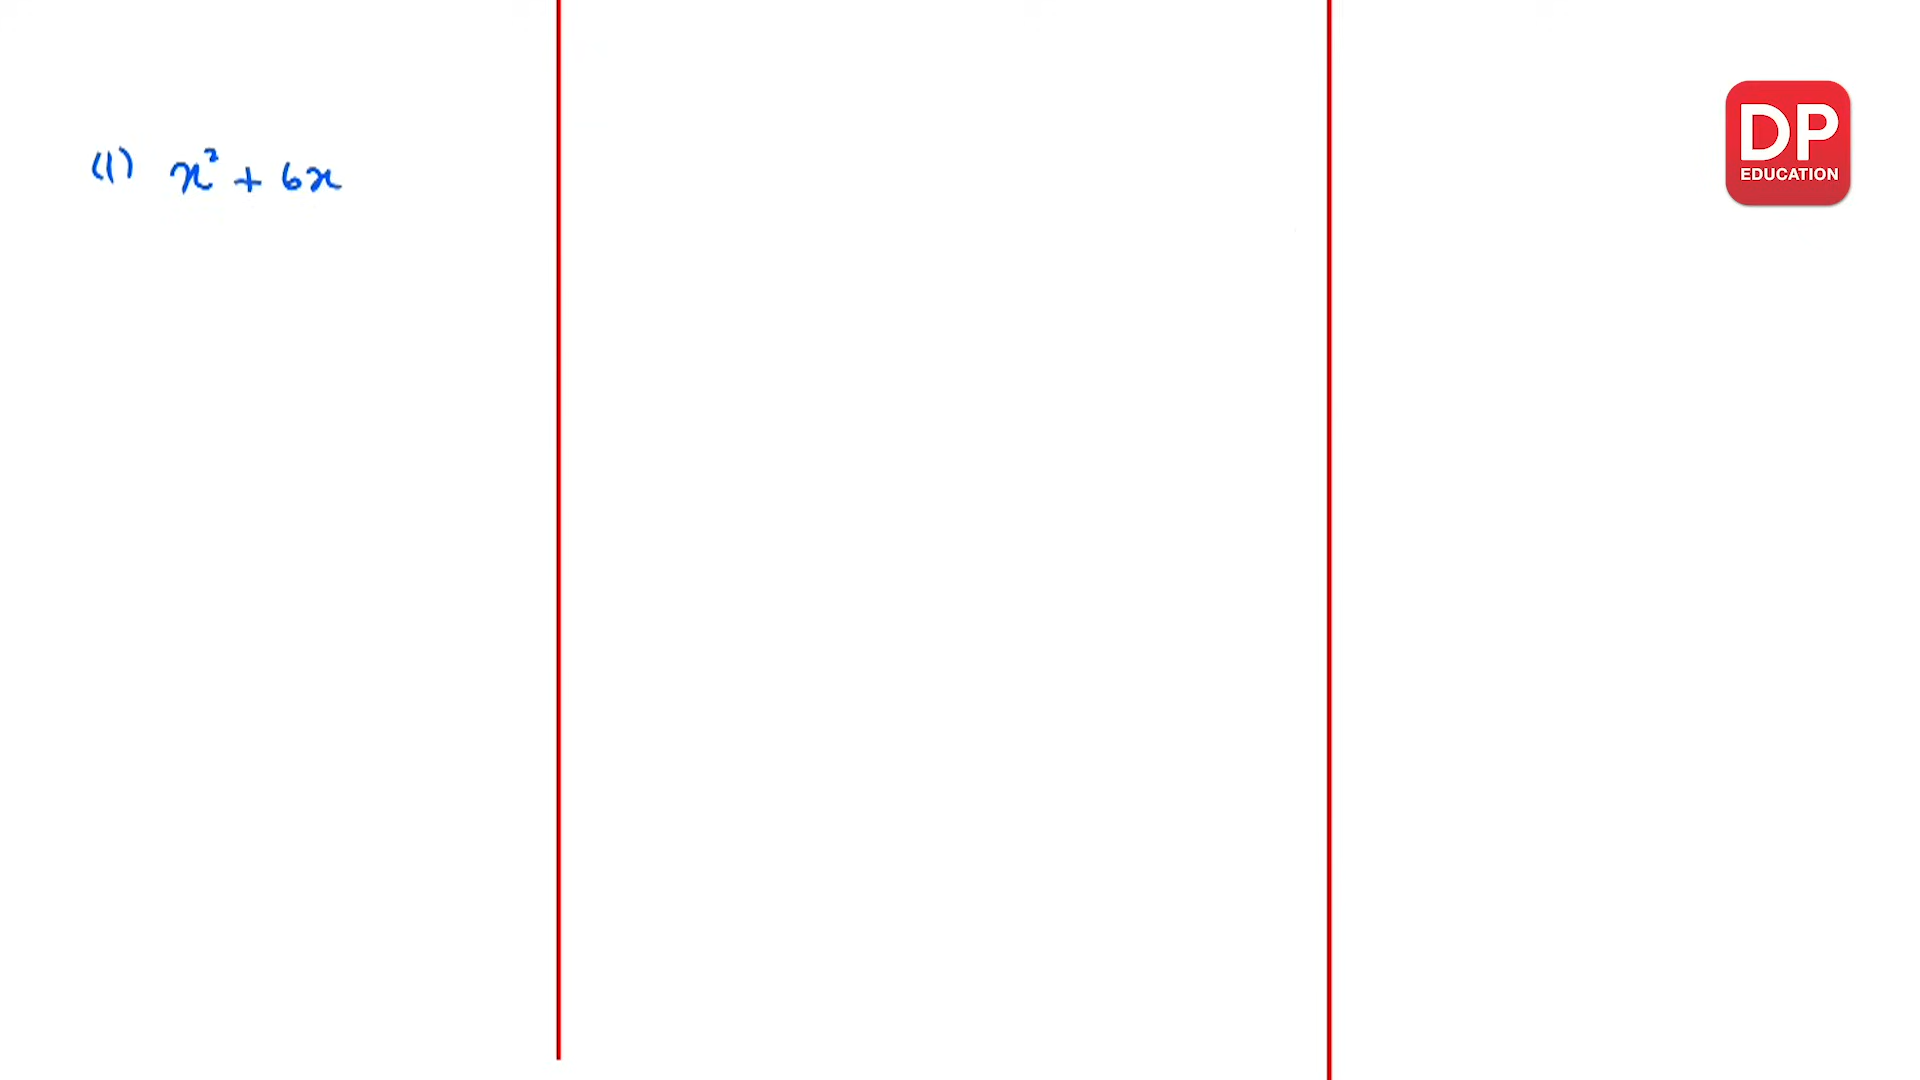 (1) x² + 6x
DP
EDUCATION